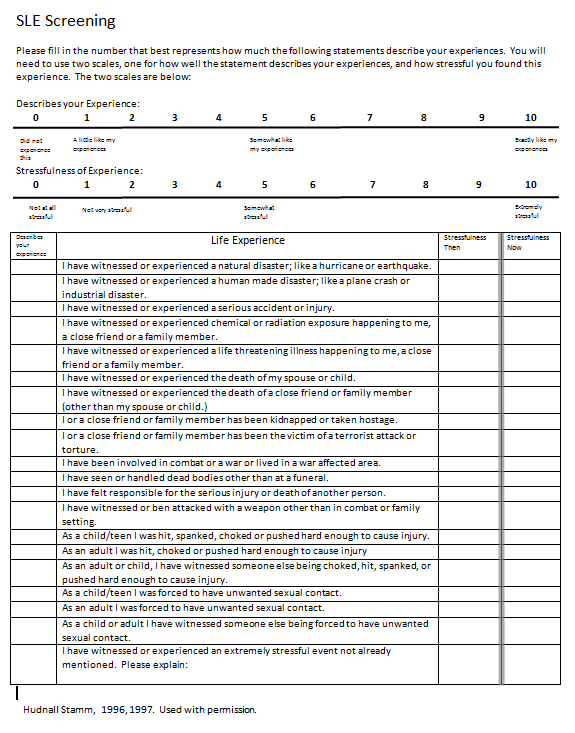 SLE Screening
Please fill in the number that best represents how much the following statements describe your experiences. You will
need to use two scales, one for how well the statement describes your experiences, and how stressful you found this
experience. The two scales are below:
Describes your Experience:
0 1 2 3 4 5 6 7 8 9 10
Did not experience this
A little like my experiences
Somewhat like my experiences
Exactly like my experiences
Stressfulness of Experience:
0 1 2 3 4 5 6 7 8 9 10
Not at all stressful
Not very stressful
Somewhat stressful
Extremely stressful
Describes your experience
Life Experience
Stressfulness Then
Stressfulness Now
I have witnessed or experienced a natural disaster; like a hurricane or earthquake.
I have witnessed or experienced a human made disaster; like a plane crash or
industrial disaster.
I have witnessed or experienced a serious accident or injury.
I have witnessed or experienced chemical or radiation exposure happening to me,
a close friend or a family member.
I have witnessed or experienced a life threatening illness happening to me, a close
friend or a family member.
I have witnessed or experienced the death of my spouse or child.
I have witnessed or experienced the death of a close friend or family member
(other than my spouse or child.)
I or a close friend or family member has been kidnapped or taken hostage.
I or a close friend or family member has been the victim of a terrorist attack or
torture.
I have been involved in combat or a war or lived in a war affected area.
I have seen or handled dead bodies other than at a funeral.
I have felt responsible for the serious injury or death of another person.
I have witnessed or ben attacked with a weapon other than in combat or family
setting.
As a child/teen I was hit, spanked, choked or pushed hard enough to cause injury.
As an adult I was hit, choked or pushed hard enough to cause injury
As an adult or child, I have witnessed someone else being choked, hit, spanked, or
pushed hard enough to cause injury.
As a child/teen I was forced to have unwanted sexual contact.
As an adult I was forced to have unwanted sexual contact.
As a child or adult I have witnessed someone else being forced to have unwanted
sexual contact.
I have witnessed or experienced an extremely stressful event not already
mentioned. Please explain:
Hudnall Stamm, 1996, 1997. Used with permission.